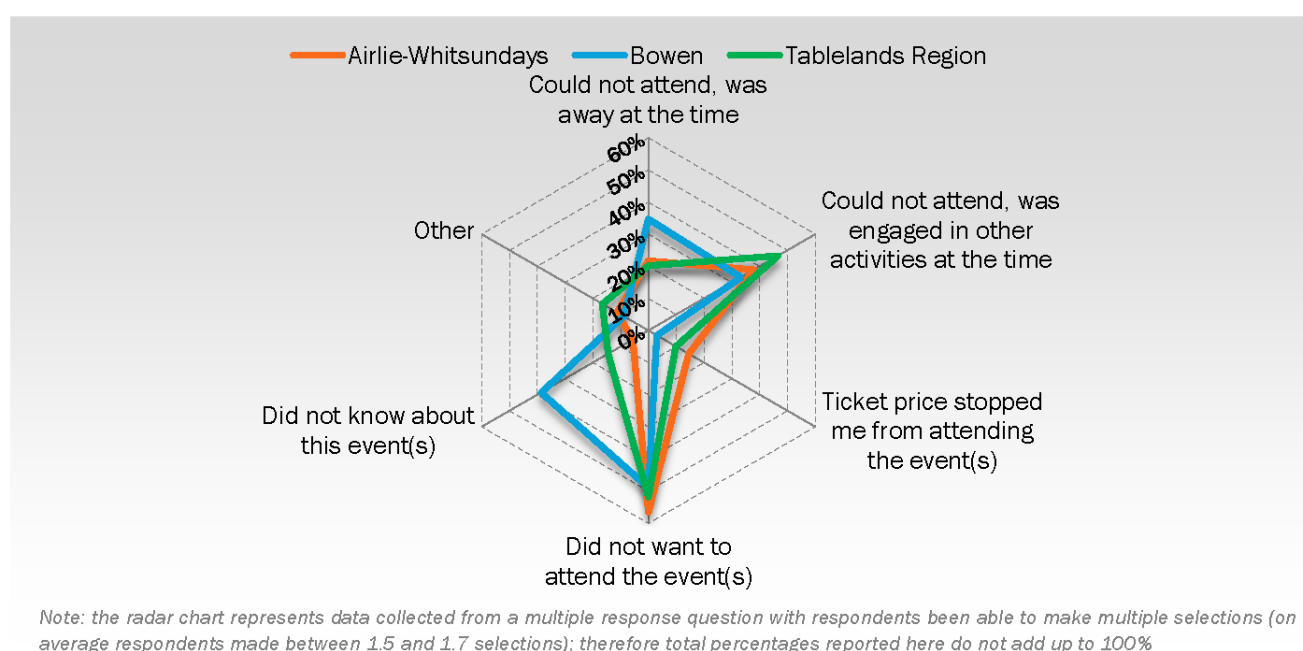 Airlie-Whitsundays Bowen Tablelands Region
Could not attend, was
away at the time
60%
50%
40%
30%
20%
10%
0%
Could not attend, was
engaged in other
activities at the time
Ticket price stopped
me from attending
the event(s)
Did not want to
attend the event(s)
Did not know about
this event(s)
Other
Note: the radar chart represents data collected from a multiple response question with respondents been able to make multiple selections (on
average respondents made between 1.5 and 1.7 selections); therefore total percentages reported here do not add up to 100%